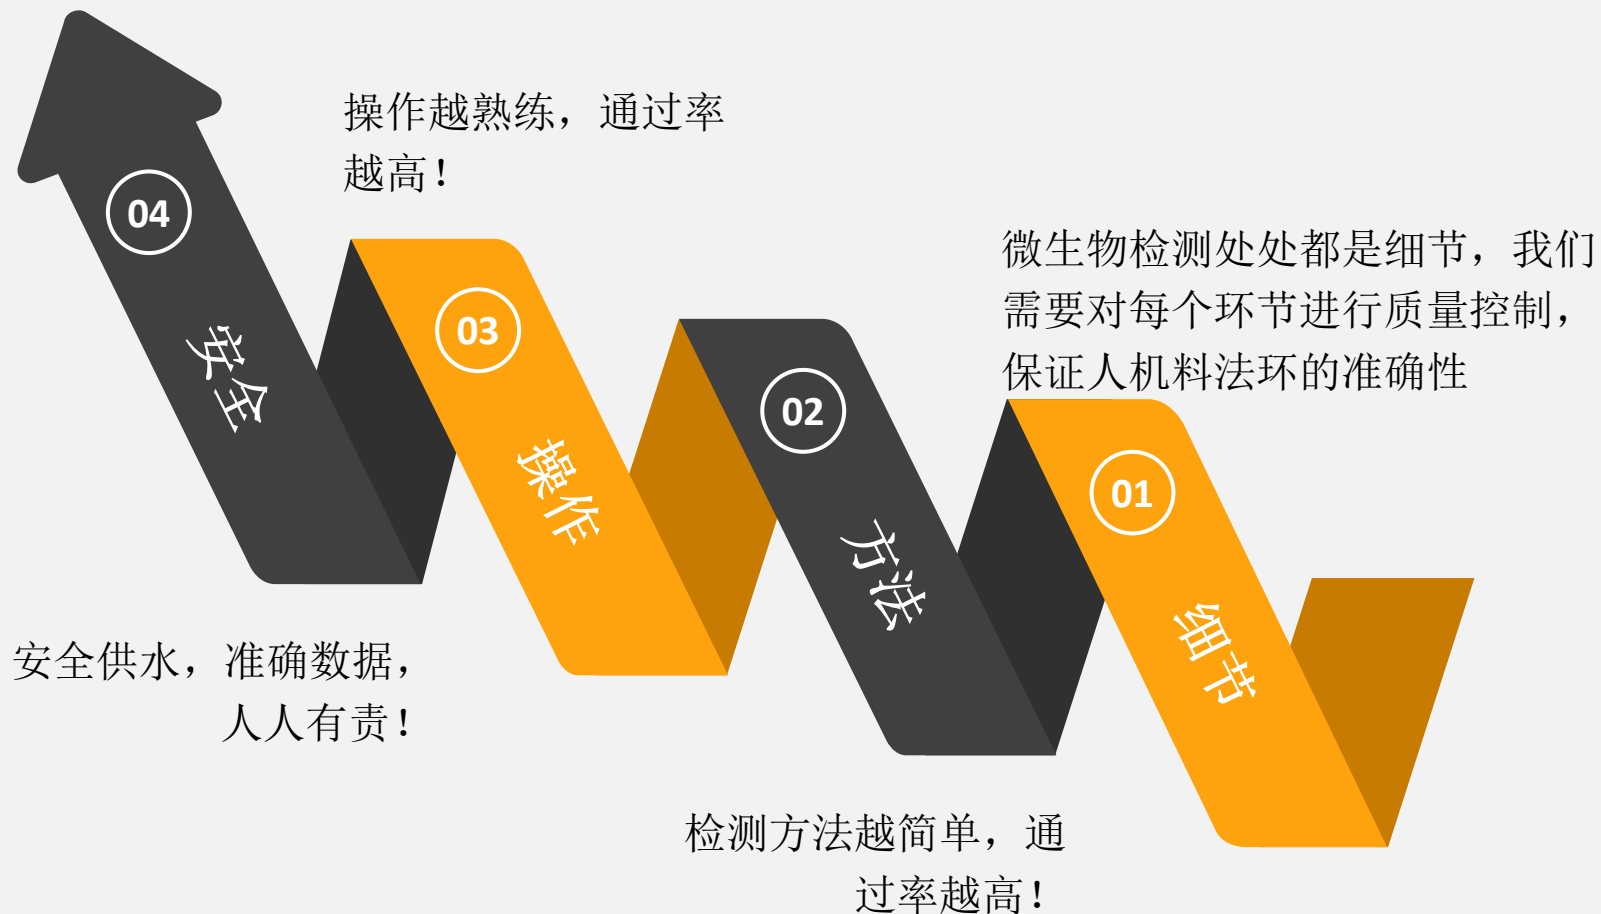 操作越熟练，通过率
越高！
04
安全
03
操作
微生物检测处处都是细节，我们
需要对每个环节进行质量控制，
保证人机料法环的准确性
02
方法
01
细节
安全供水，准确数据，
人人有责！
检测方法越简单，通
过率越高！